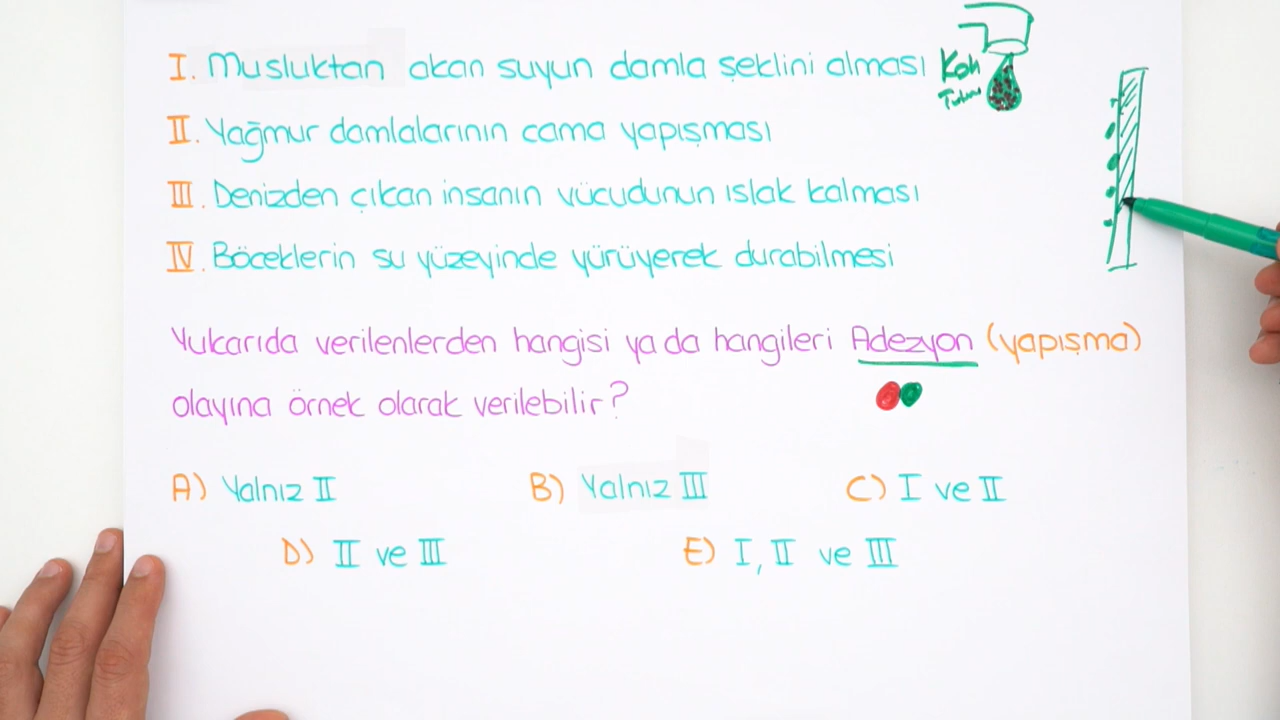 I. Musluktan akan suyun damla şeklini alması
Koh
Tutunu
II. Yağmur damlalarının cama yapışması
III. Denizden çıkan insanın vücudunun ıslak kalması
IV. Böceklerin su yüzeyinde yürüyerek durabilmesi
Yukarıda verilenlerden hangisi ya da hangileri Adezyon (yapışma)
olayına örnek olarak verilebilir?
A) Yalnız II
B) Yalnız III
C) I ve II
D) II ve III
E) I, II ve III